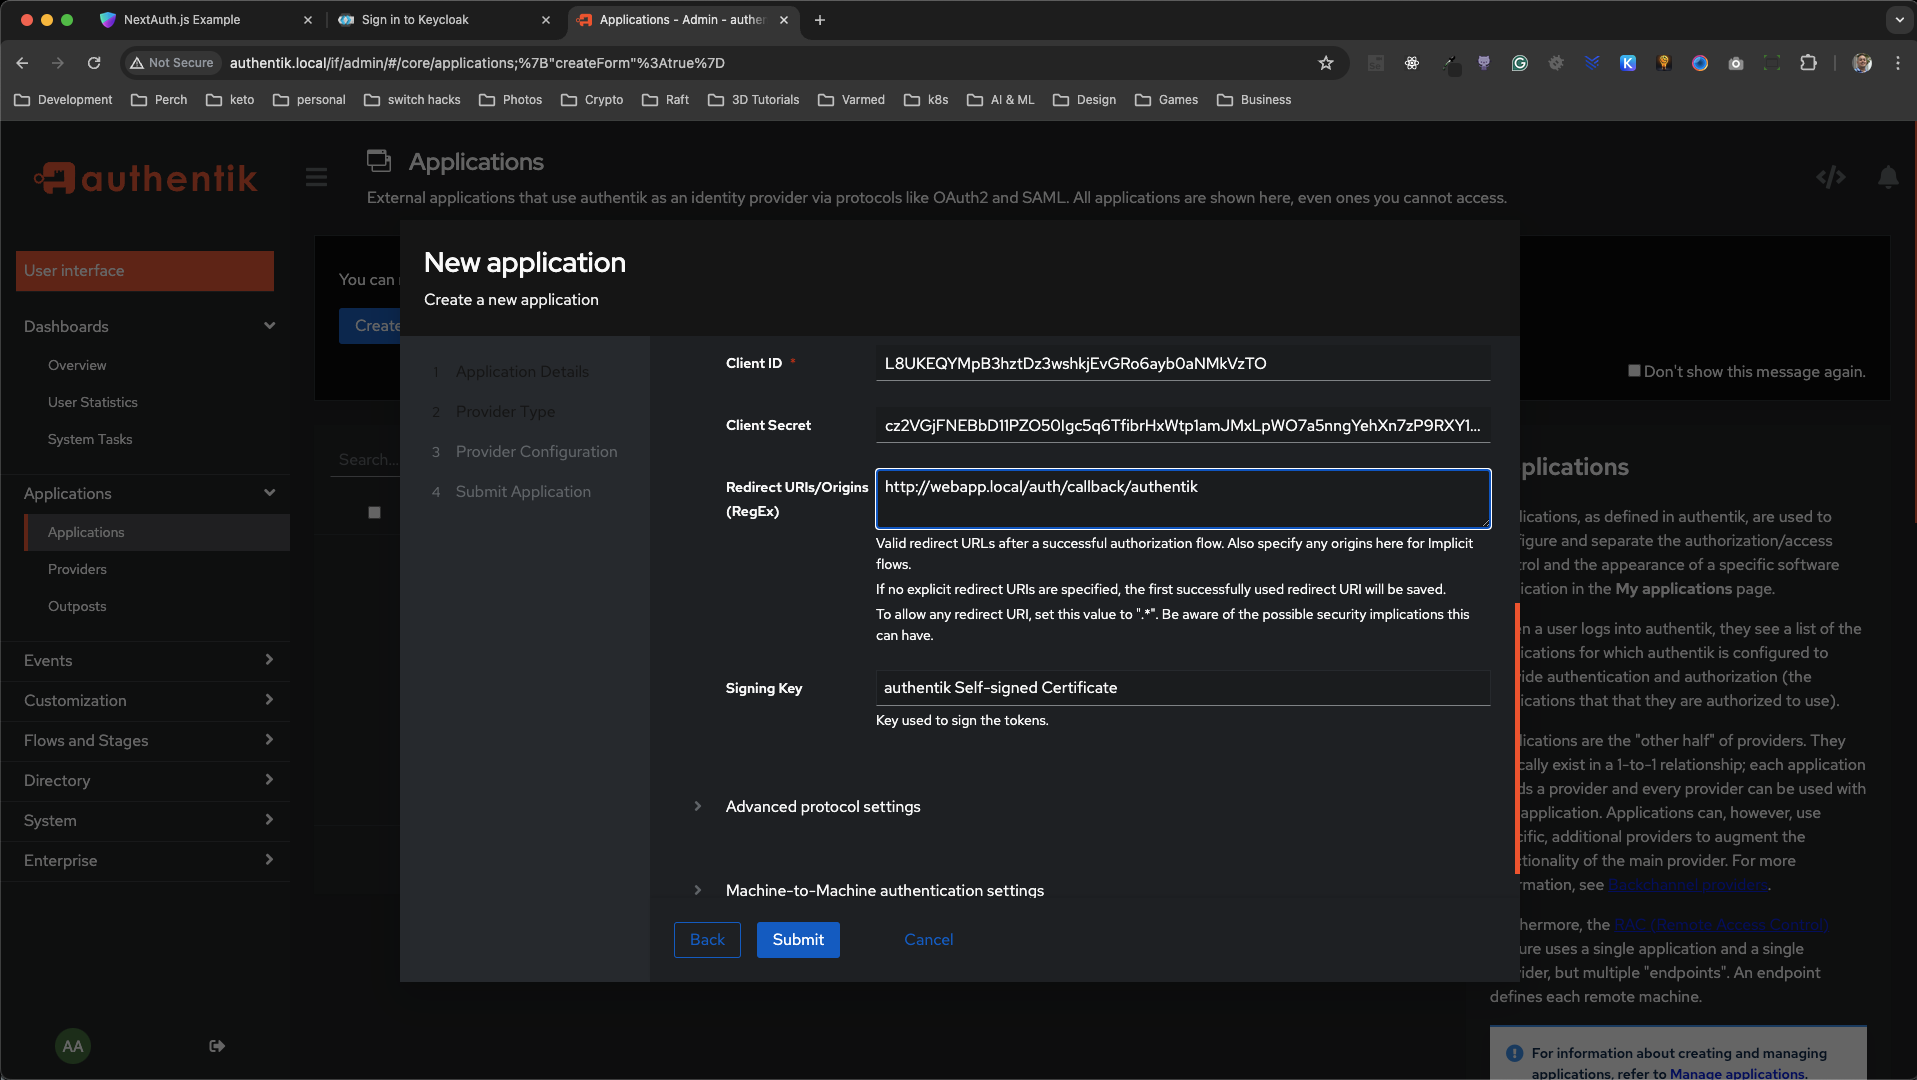 NextAuth.js Example
Sign in to Keycloak
Applications - Admin - authen
Not Secure
authentik.local/if/admin/#/core/applications;%7B"createForm"%3Atrue%7D
Development
Perch
keto
personal
switch hacks
Photos
Crypto
Raft
3D Tutorials
Varmed
k8s
AI & ML
Design
Games
Business
authentik
Applications
External applications that use authentik as an identity provider via protocols like OAuth2 and SAML. All applications are shown here, even ones you cannot access.
User interface
Dashboards
Overview
User Statistics
System Tasks
Applications
Applications
Providers
Outposts
Events
Customization
Flows and Stages
Directory
System
Enterprise
AA
You can
Create
Search...
Don't show this message again.
New application
Create a new application
1 Application Details
2 Provider Type
3 Provider Configuration
4 Submit Application
Client ID *
L8UKEQYMpB3hztDz3wshkjEvGRo6ayb0aNMkVzTO
Client Secret
cz2VGjFNEBbD11PZO50Igc5q6TfibrHxWtp1amJMxLpWO7a5nngYehXn7zP9RXY1...
Redirect URIs/Origins
(RegEx)
http://webapp.local/auth/callback/authentik
Valid redirect URLs after a successful authorization flow. Also specify any origins here for Implicit
flows.
If no explicit redirect URIs are specified, the first successfully used redirect URI will be saved.
To allow any redirect URI, set this value to ".*". Be aware of the possible security implications this
can have.
Signing Key
authentik Self-signed Certificate
Key used to sign the tokens.
Advanced protocol settings
Machine-to-Machine authentication settings
Back
Submit
Cancel
plications
lications, as defined in authentik, are used to
figure and separate the authorization/access
rol and the appearance of a specific software
lication in the My applications page.
n a user logs into authentik, they see a list of the
lications for which authentik is configured to
ide authentication and authorization (the
lications that that they are authorized to use).
lications are the "other half" of providers. They
cally exist in a 1-to-1 relationship; each application
ds a provider and every provider can be used with
application. Applications can, however, use
cific, additional providers to augment the
ctionality of the main provider. For more
rmation, see Backchannel providers.
hermore, the RAC (Remote Access Control)
ure uses a single application and a single
vider, but multiple "endpoints". An endpoint
defines each remote machine.
For information about creating and managing
applications, refer to Manage applications.